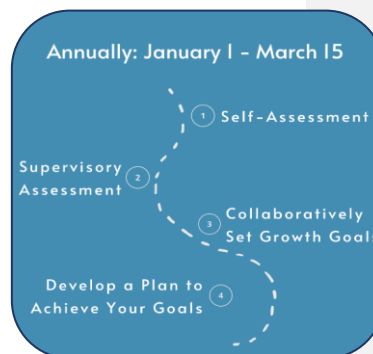 Annually: January 1 - March 15
1 Self-Assessment
Supervisory
Assessment 2
3 Collaboratively
Set Growth Goals
Develop a Plan to
Achieve Your Goals 4